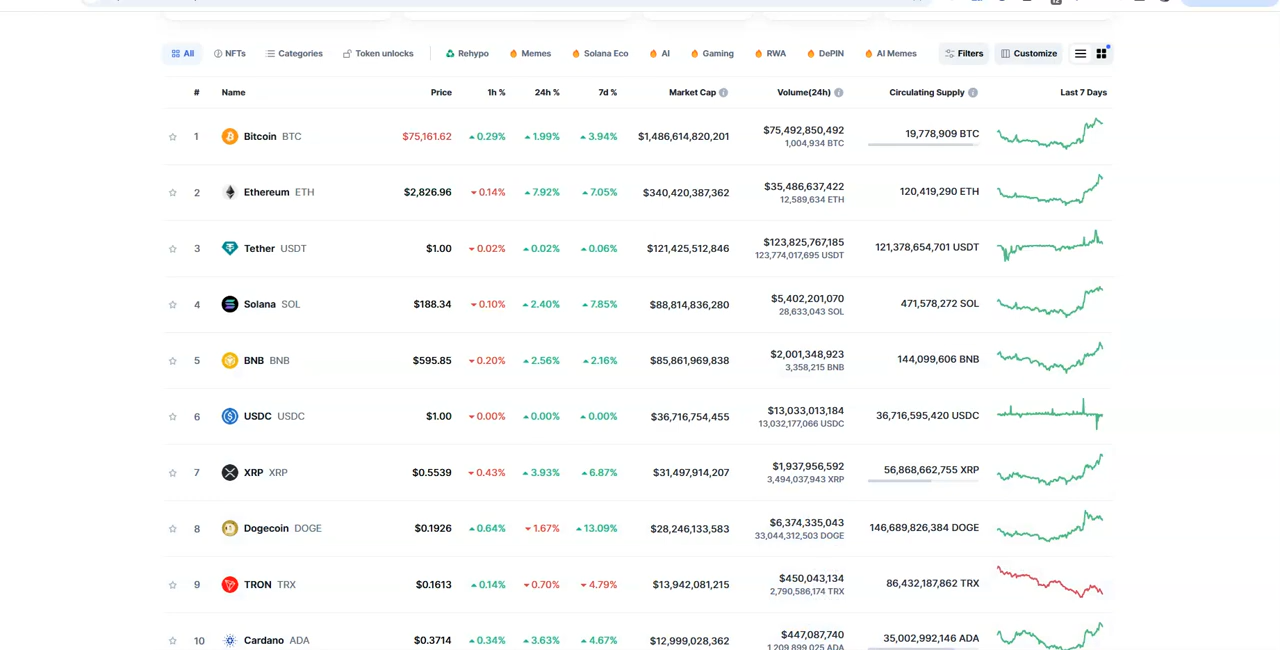 All NFTs Categories Token unlocks Rehypo Memes Solana Eco AI Gaming RWA DePIN AI Memes Filters Customize
# Name Price 1h % 24h % 7d % Market Cap Volume(24h) Circulating Supply Last 7 Days
1 Bitcoin BTC $75,161.62 0.29% 1.99% 3.94% $1,486,614,820,201 $75,492,850,492 19,778,909 BTC
1,004,934 BTC
2 Ethereum ETH $2,826.96 0.14% 7.92% 7.05% $340,420,387,362 $35,486,637,422 120,419,290 ETH
12,589,634 ETH
3 Tether USDT $1.00 0.02% 0.02% 0.06% $121,425,512,846 $123,825,767,185 121,378,654,701 USDT
123,774,017,695 USDT
4 Solana SOL $188.34 0.10% 2.40% 7.85% $88,814,836,280 $5,402,201,070 471,578,272 SOL
28,633,043 SOL
5 BNB BNB $595.85 0.20% 2.56% 2.16% $85,861,969,838 $2,001,348,923 144,099,606 BNB
3,358,215 BNB
6 USDC USDC $1.00 0.00% 0.00% 0.00% $36,716,754,455 $13,033,013,184 36,716,595,420 USDC
13,032,177,066 USDC
7 XRP XRP $0.5539 0.43% 3.93% 6.87% $31,497,914,207 $1,937,956,592 56,868,662,755 XRP
3,494,037,943 XRP
8 Dogecoin DOGE $0.1926 0.64% 1.67% 13.09% $28,246,133,583 $6,374,335,043 146,689,826,384 DOGE
33,044,312,503 DOGE
9 TRON TRX $0.1613 0.14% 0.70% 4.79% $13,942,081,215 $450,043,134 86,432,187,862 TRX
2,790,586,174 TRX
10 Cardano ADA $0.3714 0.34% 3.63% 4.67% $12,999,028,362 $447,087,740 35,002,992,146 ADA
1,209,899,025 ADA